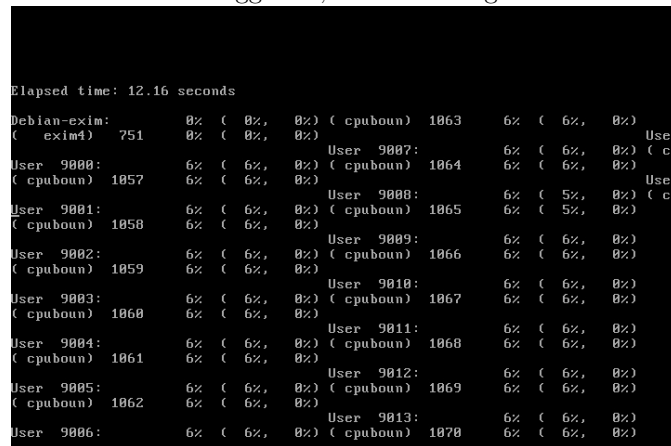 Elapsed time: 12.16 seconds
Debian-exim: 0% ( 0%, 0%) ( cpuboun) 1063 6% ( 6%, 0%)
( exim4) 751 0% ( 0%, 0%) Use
User 9007: 6% ( 6%, 0%) ( c
User 9000: 6% ( 6%, 0%) ( cpuboun) 1064 6% ( 6%, 0%)
( cpuboun) 1057 6% ( 6%, 0%) Use
User 9008: 6% ( 5%, 0%) ( c
User 9001: 6% ( 6%, 0%) ( cpuboun) 1065 6% ( 5%, 0%)
( cpuboun) 1058 6% ( 6%, 0%)
User 9009: 6% ( 6%, 0%)
User 9002: 6% ( 6%, 0%) ( cpuboun) 1066 6% ( 6%, 0%)
( cpuboun) 1059 6% ( 6%, 0%)
User 9010: 6% ( 6%, 0%)
User 9003: 6% ( 6%, 0%) ( cpuboun) 1067 6% ( 6%, 0%)
( cpuboun) 1060 6% ( 6%, 0%)
User 9011: 6% ( 6%, 0%)
User 9004: 6% ( 6%, 0%) ( cpuboun) 1068 6% ( 6%, 0%)
( cpuboun) 1061 6% ( 6%, 0%)
User 9012: 6% ( 6%, 0%)
User 9005: 6% ( 6%, 0%) ( cpuboun) 1069 6% ( 6%, 0%)
( cpuboun) 1062 6% ( 6%, 0%)
User 9013: 6% ( 6%, 0%)
User 9006: 6% ( 6%, 0%) ( cpuboun) 1070 6% ( 6%, 0%)